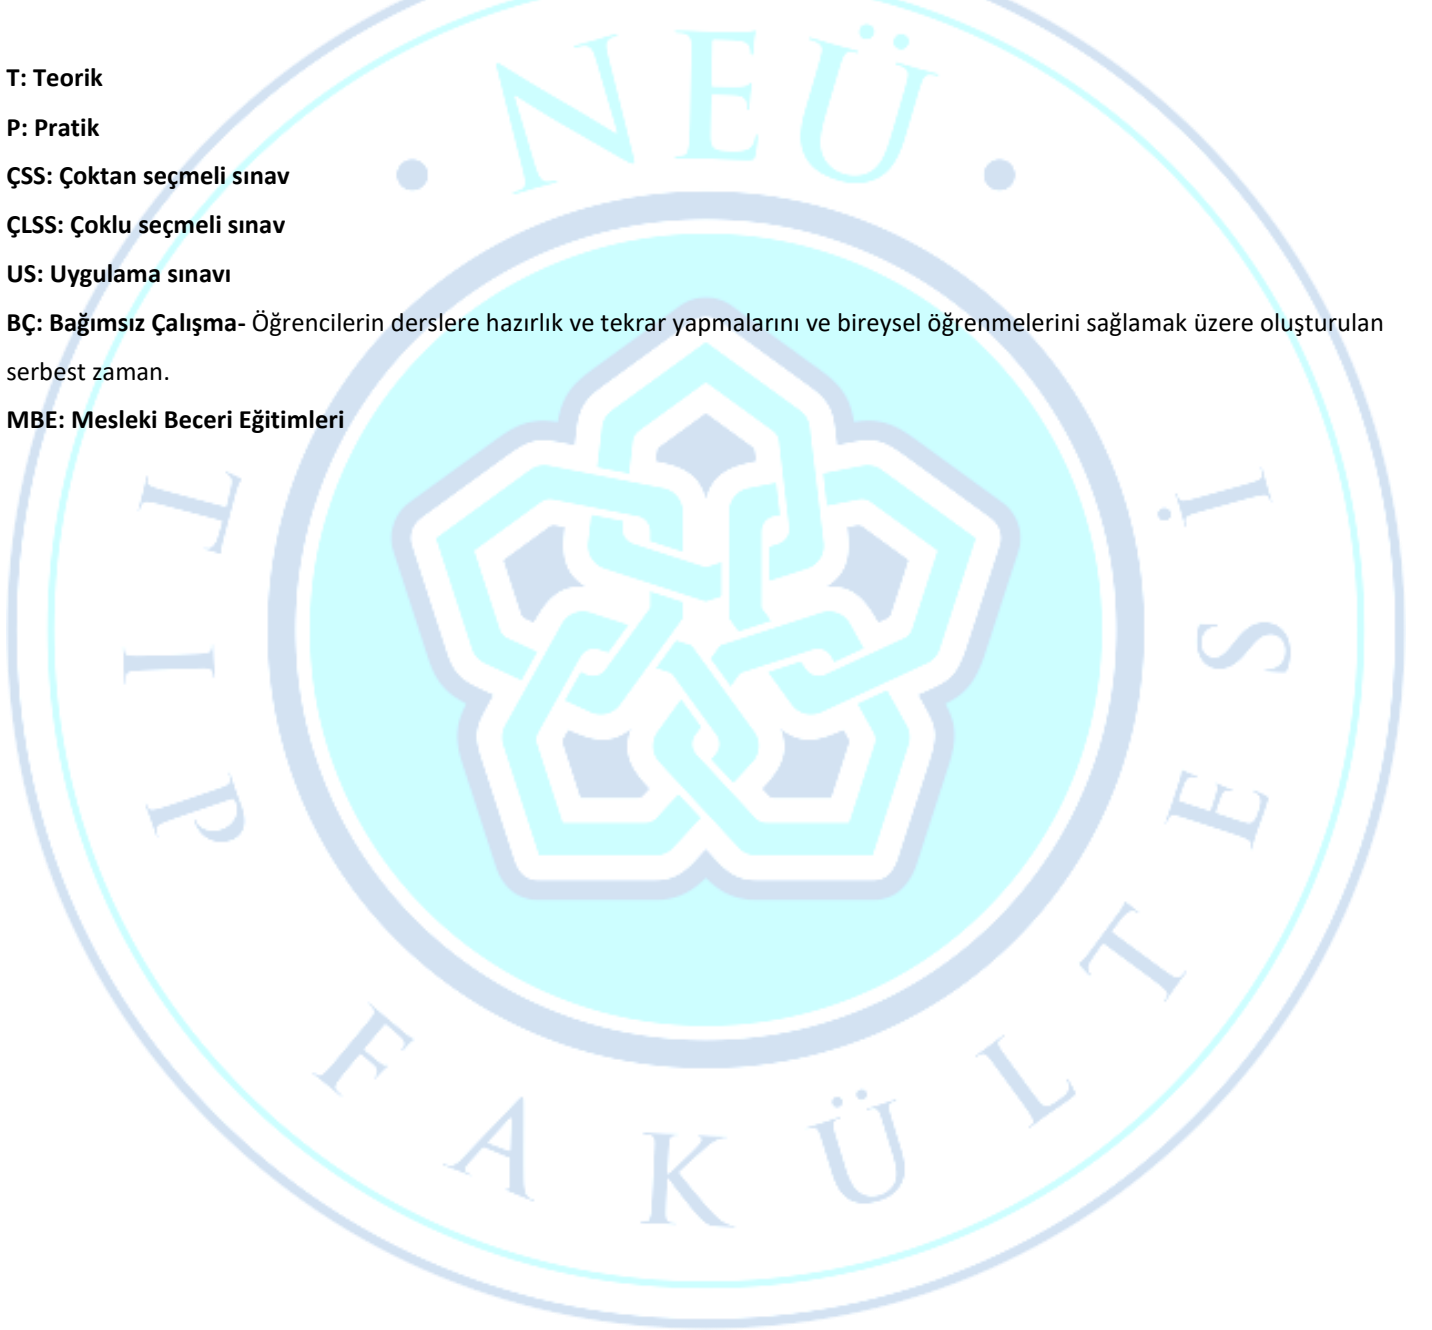 NEÜ
T: Teorik
P: Pratik
ÇSS: Çoktan seçmeli sınav
ÇLSS: Çoklu seçmeli sınav
US: Uygulama sınavı
BÇ: Bağımsız Çalışma- Öğrencilerin derslere hazırlık ve tekrar yapmalarını ve bireysel öğrenmelerini sağlamak üzere oluşturulan
serbest zaman.
MBE: Mesleki Beceri Eğitimleri
TIP FAKÜLTESİ